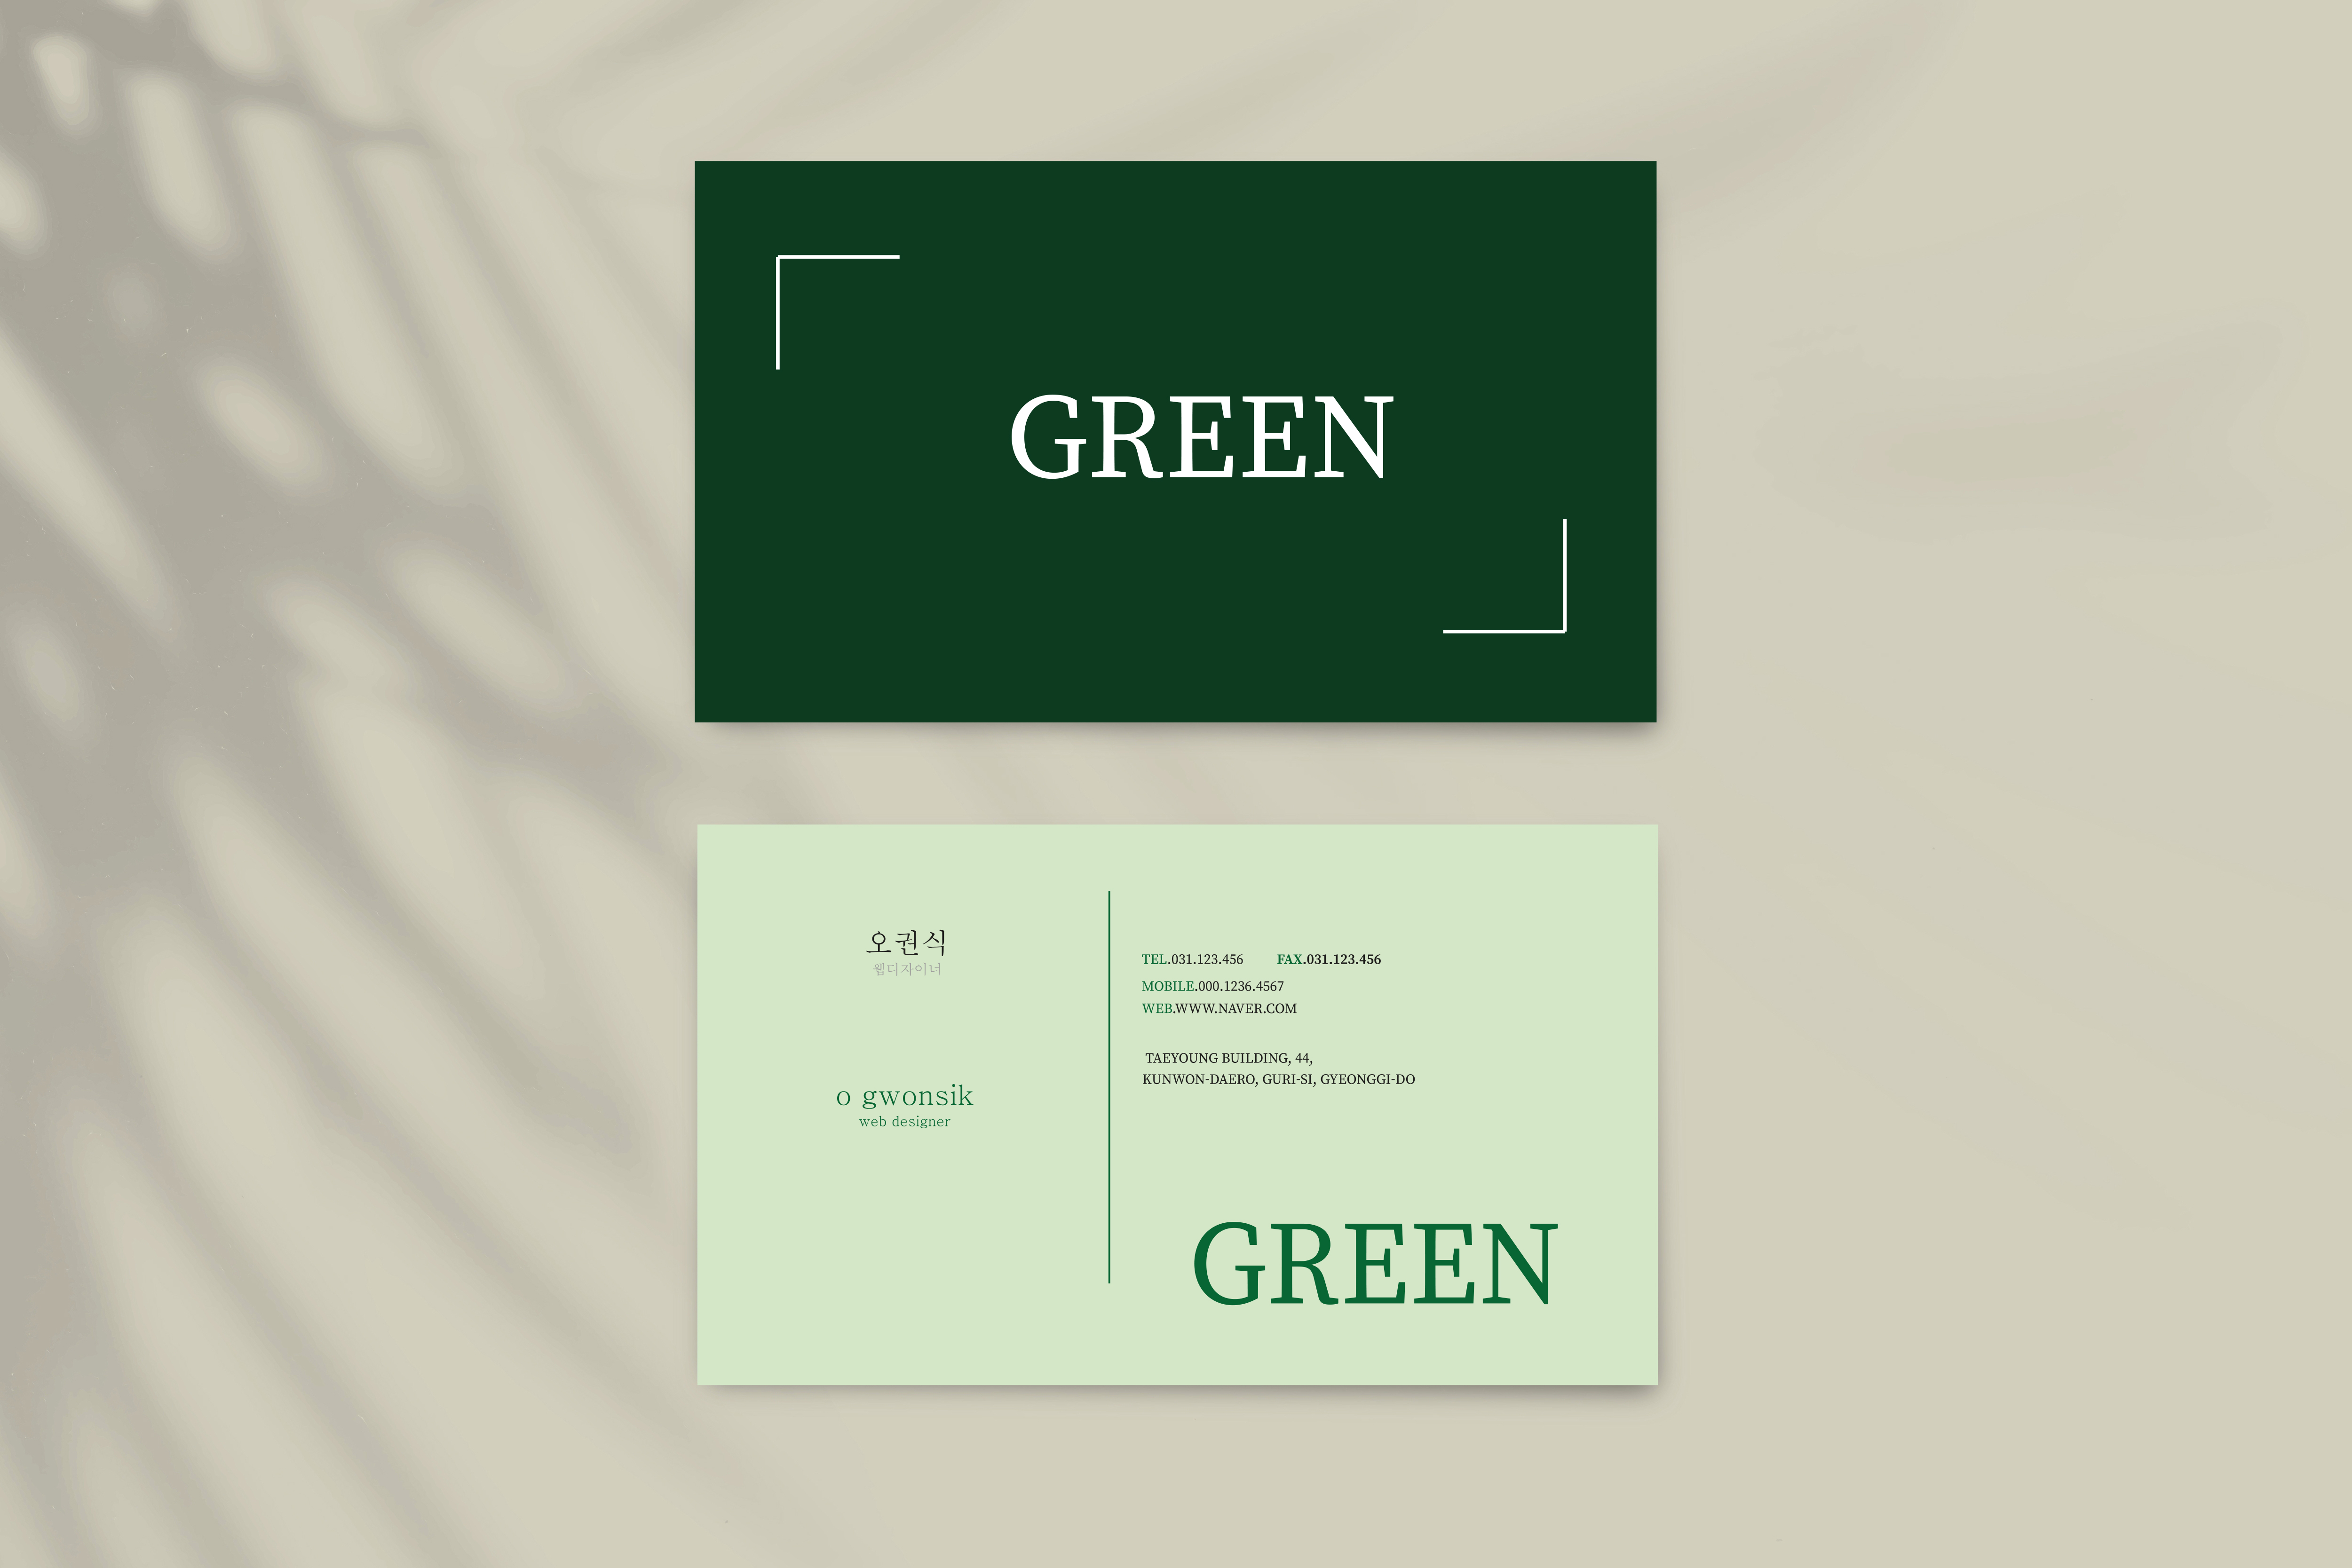 GREEN
오권식
웹디자이너
o gwonsik
web designer
TEL.031.123.456 FAX.031.123.456
MOBILE.000.1236.4567
WEB.WWW.NAVER.COM
TAEYOUNG BUILDING, 44,
KUNWON-DAERO, GURI-SI, GYEONGGI-DO
GREEN